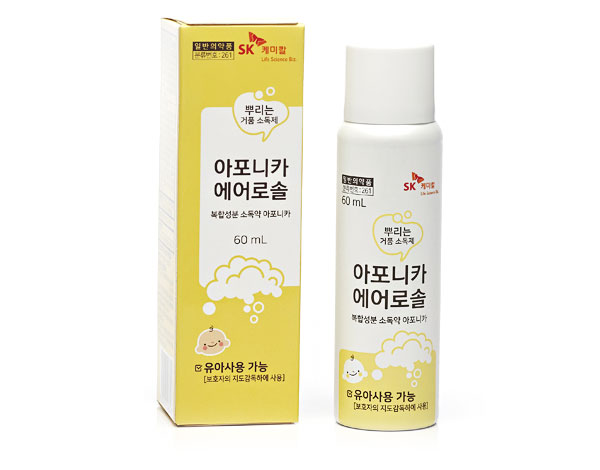 일반의약품
분류번호 : 261
SK 케미칼
Life Science Biz.
뿌리는
거품 소독제
아포니카
에어로솔
복합성분 소독약 아포니카
60 mL
유아사용 가능
[보호자의 지도감독하에 사용]
일반의약품
분류번호 : 261
60 mL
SK 케미칼
Life Science Biz.
뿌리는
거품 소독제
아포니카
에어로솔
복합성분 소독약 아포니카
유아사용 가능
[보호자의 지도감독하에 사용]